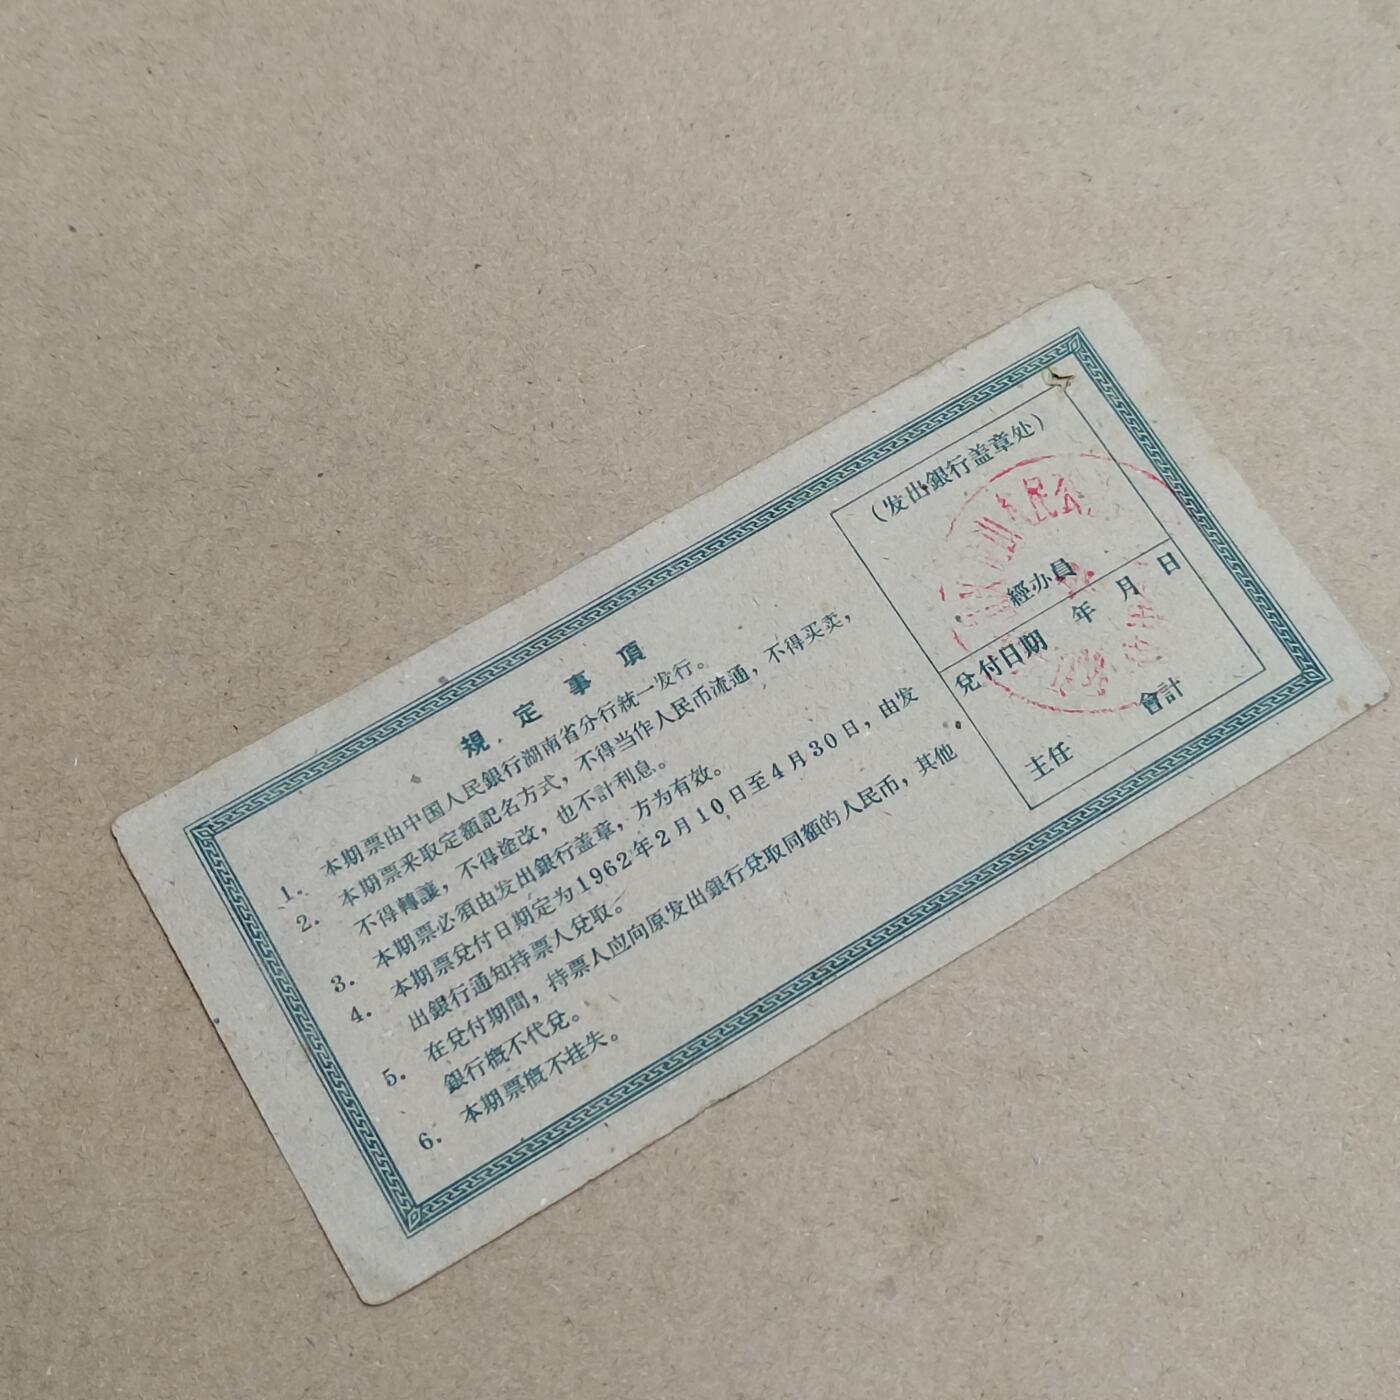 規定事項
1. 本期票由中国人民銀行湖南省分行統一发行。
2. 本期票采取定額記名方式，不得当作人民币流通，不得买卖，
不得轉讓，不得塗改，也不計利息。
3. 本期票必須由发出銀行盖章，方为有效。
4. 本期票兌付日期定为1962年2月10日至4月30日，由发
出銀行通知持票人兌取。
5. 在兌付期間，持票人应向原发出銀行兌取同額的人民币，其他
銀行概不代兌。
6. 本期票概不挂失。
（发出銀行盖章处）
經办員
兌付日期 年 月 日
主任 會計